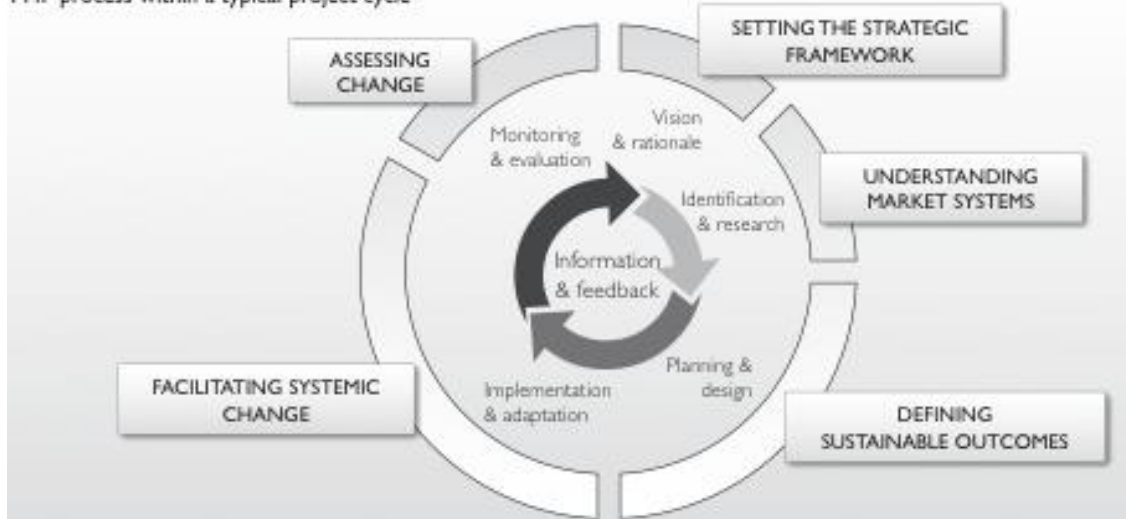 process within a typical project cycle
SETTING THE STRATEGIC
FRAMEWORK
ASSESSING
CHANGE
Vision
& rationale
Monitoring
& evaluation
UNDERSTANDING
MARKET SYSTEMS
Identification
& research
Information
& feedback
Planning &
design
FACILITATING SYSTEMIC
CHANGE
Implementation
& adaptation
DEFINING
SUSTAINABLE OUTCOMES